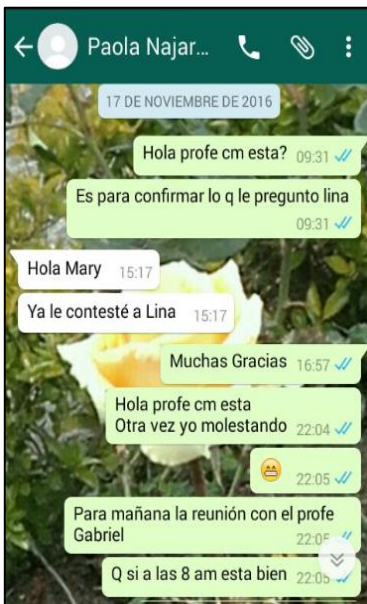 Paola Najar...
17 DE NOVIEMBRE DE 2016
Hola profe cm esta? 09:31
Es para confirmar lo q le pregunto lina
09:31
Hola Mary 15:17
Ya le contesté a Lina 15:17
Muchas Gracias 16:57
Hola profe cm esta
Otra vez yo molestando 22:04
22:05
Para mañana la reunión con el profe
Gabriel 22:05
Q si a las 8 am esta bien 22:05